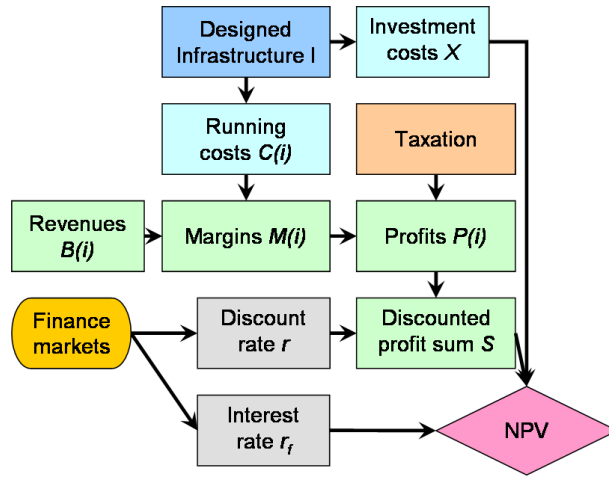 Designed
Infrastructure I
Investment
costs X
Running
costs C(i)
Taxation
Revenues
B(i)
Margins M(i)
Profits P(i)
Finance
markets
Discount
rate r
Discounted
profit sum S
Interest
rate r_f
NPV